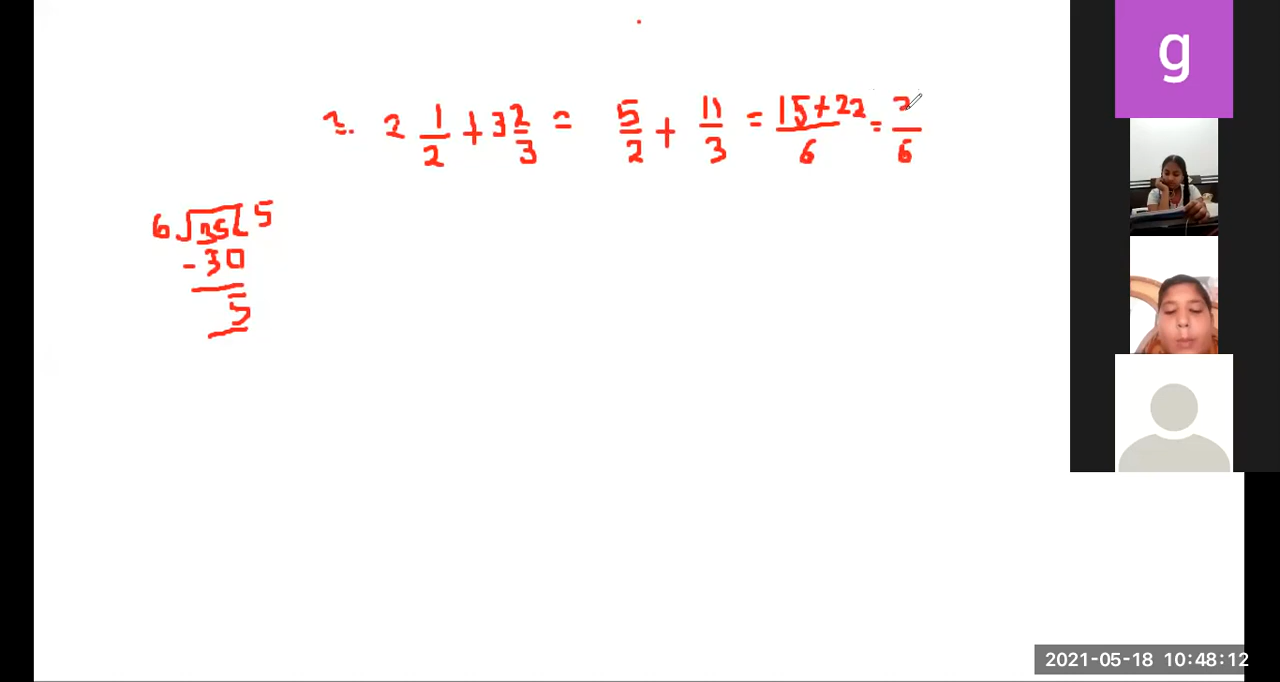 g
2. 2 1/2 + 3 2/3 = 5/2 + 11/3 = 15+22/6 = 3/6
6 √35 5
-30
5
2021-05-18 10:48:12